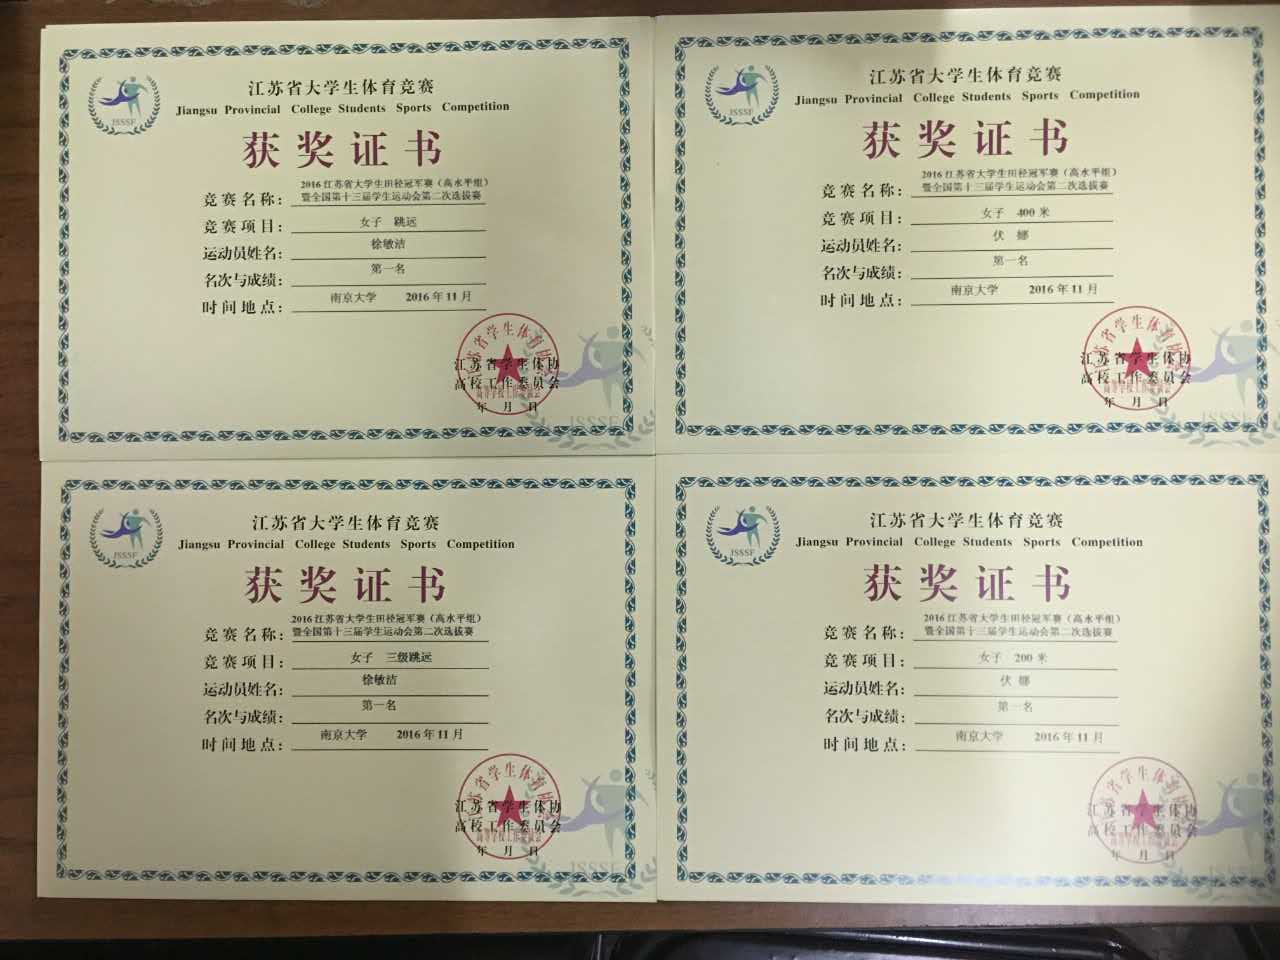 江苏省大学生体育竞赛
Jiangsu Provincial College Students Sports Competition
JSSSF
获奖证书
竞赛名称：
2016江苏省大学生田径冠军赛（高水平组）
暨全国第十三届学生运动会第二次选拔赛
竞赛项目：女子 跳远
运动员姓名：徐敏洁
名次与成绩：第一名
时间地点：南京大学 2016年11月
江苏省学生体协
高校工作委员会
年 月 日
江苏省大学生体育竞赛
Jiangsu Provincial College Students Sports Competition
JSSSF
获奖证书
竞赛名称：
2016江苏省大学生田径冠军赛（高水平组）
暨全国第十三届学生运动会第二次选拔赛
竞赛项目：女子 400米
运动员姓名：伏 娜
名次与成绩：第一名
时间地点：南京大学 2016年11月
江苏省学生体协
高校工作委员会
年 月 日
江苏省大学生体育竞赛
Jiangsu Provincial College Students Sports Competition
JSSSF
获奖证书
竞赛名称：
2016江苏省大学生田径冠军赛（高水平组）
暨全国第十三届学生运动会第二次选拔赛
竞赛项目：女子 三级跳远
运动员姓名：徐敏洁
名次与成绩：第一名
时间地点：南京大学 2016年11月
江苏省学生体协
高校工作委员会
年 月 日
江苏省大学生体育竞赛
Jiangsu Provincial College Students Sports Competition
JSSSF
获奖证书
竞赛名称：
2016江苏省大学生田径冠军赛（高水平组）
暨全国第十三届学生运动会第二次选拔赛
竞赛项目：女子 200米
运动员姓名：伏 娜
名次与成绩：第一名
时间地点：南京大学 2016年11月
江苏省学生体协
高校工作委员会
年 月 日